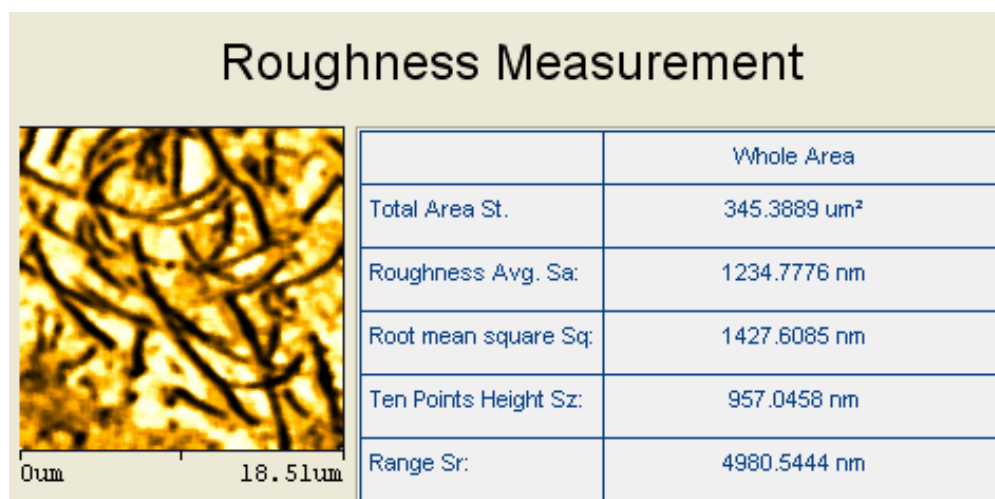 Roughness Measurement
Whole Area
Total Area St. 345.3889 um²
Roughness Avg. Sa: 1234.7776 nm
Root mean square Sq: 1427.6085 nm
Ten Points Height Sz: 957.0458 nm
Range Sr: 4980.5444 nm
0um 18.51um